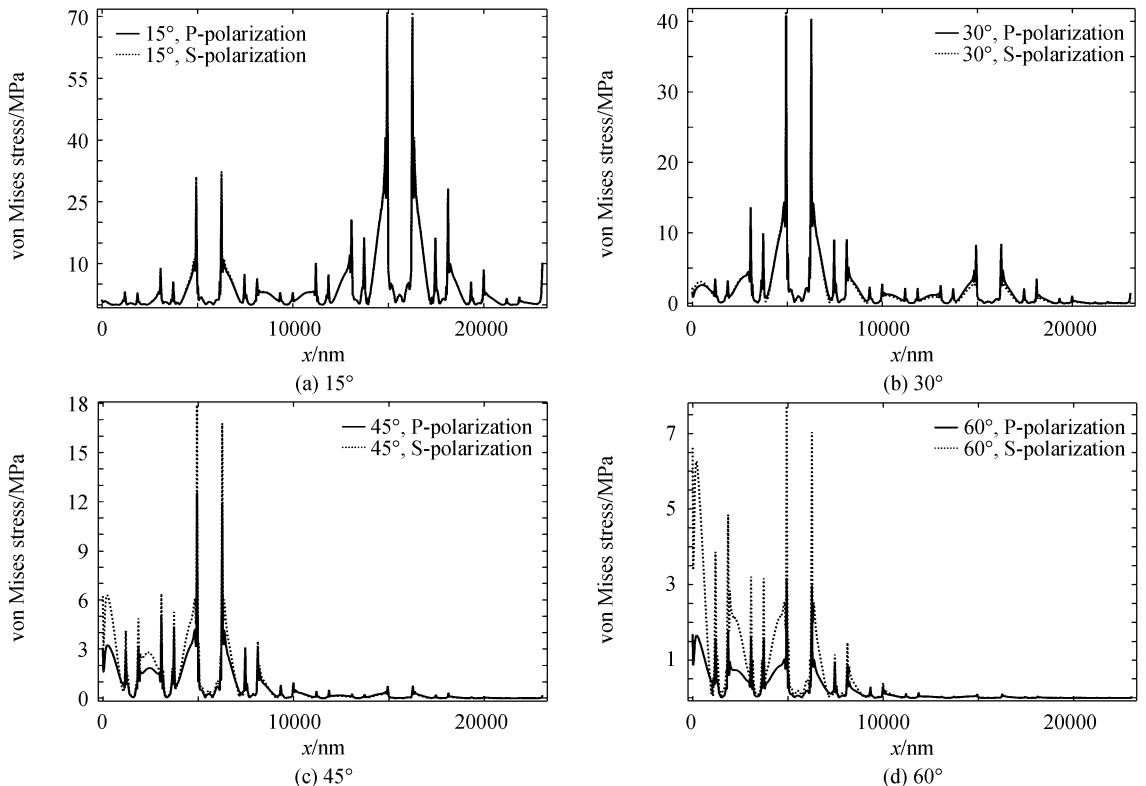 von Mises stress/MPa
70
55
40
25
10
15°, P-polarization
15°, S-polarization
0
10000
20000
x/nm
(a) 15°
von Mises stress/MPa
40
30
20
10
0
30°, P-polarization
30°, S-polarization
0
10000
20000
x/nm
(b) 30°
von Mises stress/MPa
18
15
12
9
6
3
0
45°, P-polarization
45°, S-polarization
0
10000
20000
x/nm
(c) 45°
von Mises stress/MPa
7
5
3
1
60°, P-polarization
60°, S-polarization
0
10000
20000
x/nm
(d) 60°